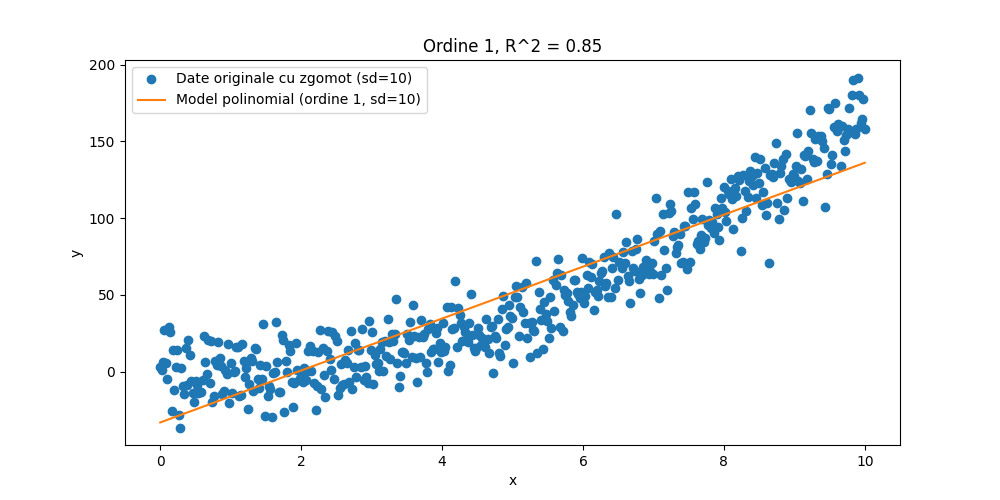 Ordine 1, R^2 = 0.85
Date originale cu zgomot (sd=10)
Model polinomial (ordine 1, sd=10)
200
150
100
50
0
y
0 2 4 6 8 10
x